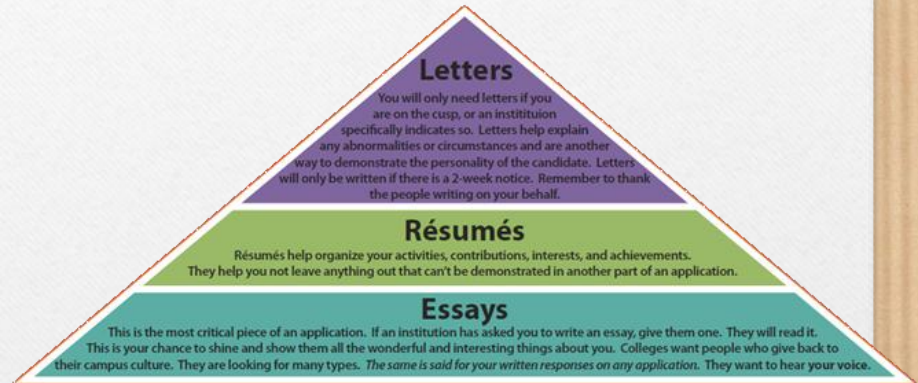 Letters
You will only need letters if you
are on the cusp, or an instituition
specifically indicates so. Letters help explain
any abnormalities or circumstances and are another
way to demonstrate the personality of the candidate. Letters
will only be written if there is a 2-week notice. Remember to thank
the people writing on your behalf.
Résumés
Résumés help organize your activities, contributions, interests, and achievements.
They help you not leave anything out that can't be demonstrated in another part of an application.
Essays
This is the most critical piece of an application. If an institution has asked you to write an essay, give them one. They will read it.
This is your chance to shine and show them all the wonderful and interesting things about you. Colleges want people who give back to
their campus culture. They are looking for many types. The same is said for your written responses on any application. They want to hear your voice.